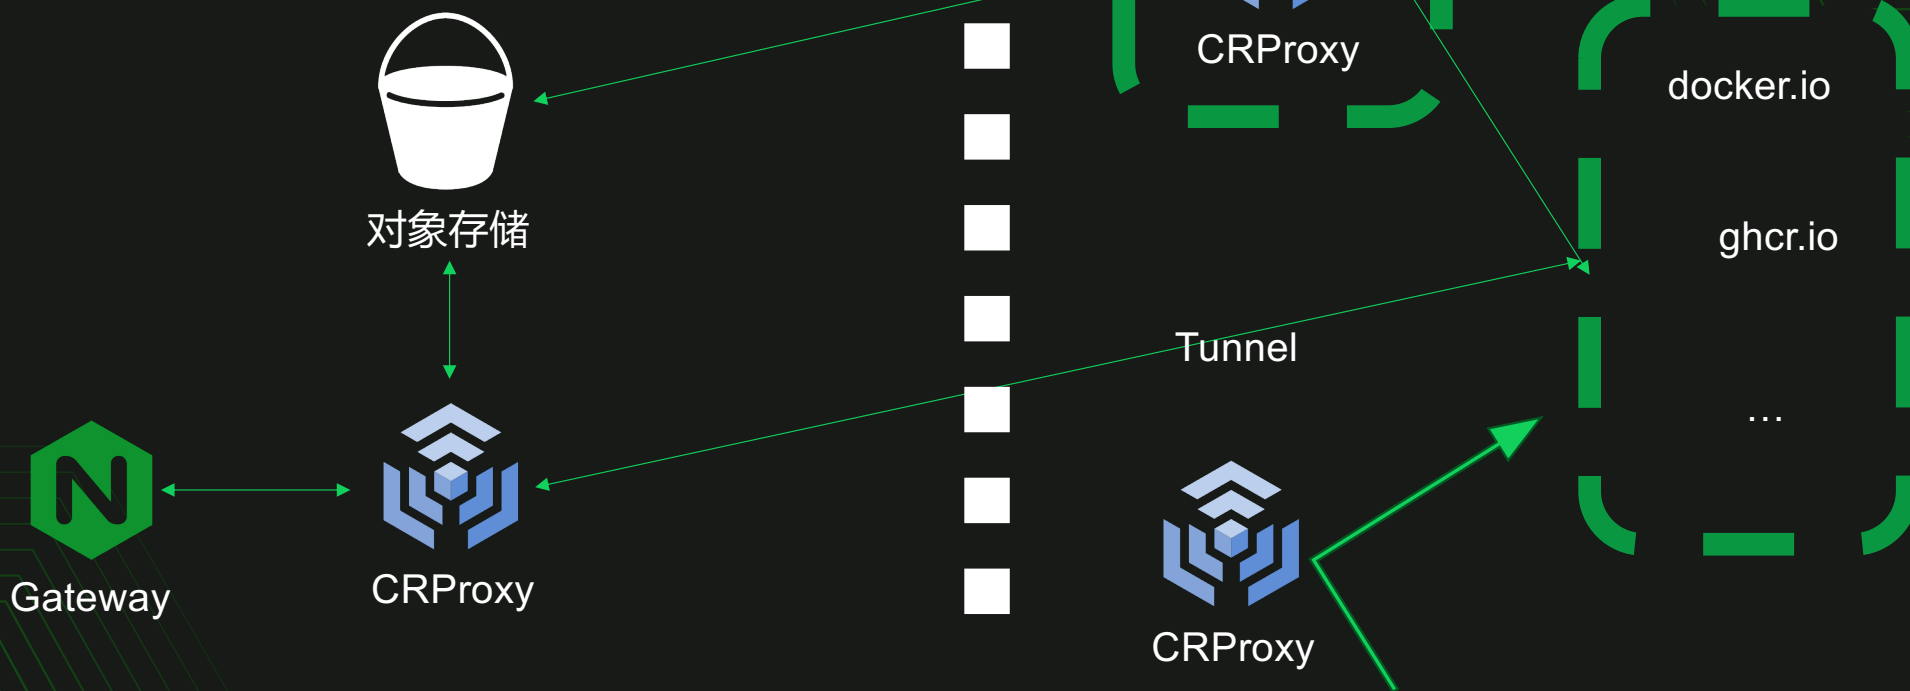 CRProxy
docker.io
对象存储
ghcr.io
Tunnel
...
N
Gateway
CRProxy
CRProxy